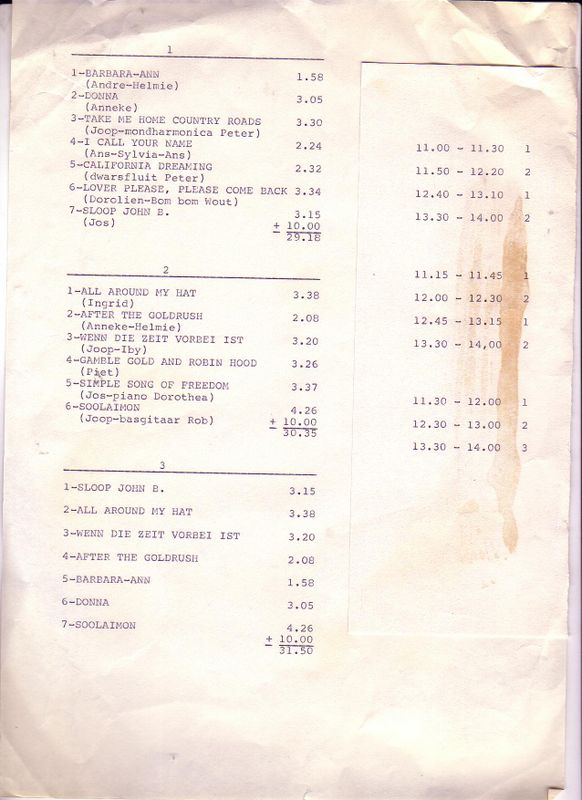 1
1-BARBARA-ANN 1.58
(Andre-Helmie)
2-DONNA 3.05
(Anneke)
3-TAKE ME HOME COUNTRY ROADS 3.30
(Joop-mondharmonica Peter)
4-I CALL YOUR NAME 2.24
(Ans-Sylvia-Ans)
5-CALIFORNIA DREAMING 2.32
(dwarsfluit Peter)
6-LOVER PLEASE, PLEASE COME BACK 3.34
(Dorolien-Bom bom Wout)
7-SLOOP JOHN B. 3.15
(Jos) ± 10.00
29.18
2
1-ALL AROUND MY HAT 3.38
(Ingrid)
2-AFTER THE GOLDRUSH 2.08
(Anneke-Helmie)
3-WENN DIE ZEIT VORBEI IST 3.20
(Joop-Iby)
4-GAMBLE GOLD AND ROBIN HOOD 3.26
(Piet)
5-SIMPLE SONG OF FREEDOM 3.37
(Jos-piano Dorothea)
6-SOOLAIMON 4.26
(Joop-basgitaar Rob) ± 10.00
30.35
3
1-SLOOP JOHN B. 3.15
2-ALL AROUND MY HAT 3.38
3-WENN DIE ZEIT VORBEI IST 3.20
4-AFTER THE GOLDRUSH 2.08
5-BARBARA-ANN 1.58
6-DONNA 3.05
7-SOOLAIMON 4.26
± 10.00
31.50
11.00 - 11.30 1
11.50 - 12.20 2
12.40 - 13.10 1
13.30 - 14.00 2
11.15 - 11.45 1
12.00 - 12.30 2
12.45 - 13.15 1
13.30 - 14,00 2
11.30 - 12.00 1
12.30 - 13.00 2
13.30 - 14.00 3